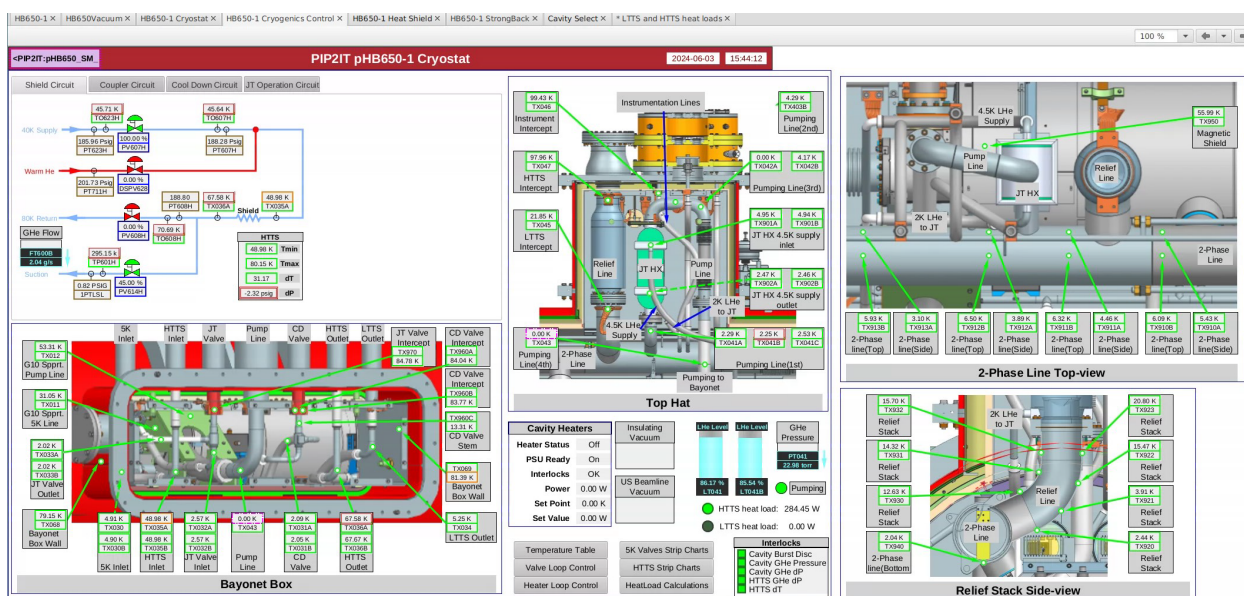 HB650-1 × HB650Vacuum × HB650-1 Cryostat × HB650-1 Cryogenics Control × HB650-1 Heat Shield × HB650-1 StrongBack × Cavity Select × * LTTS and HTTS heat loads ×
100 %
<PIP2IT:pHB650_SM_
PIP2IT pHB650-1 Cryostat
2024-06-03 15:44:12
Shield Circuit Coupler Circuit Cool Down Circuit JT Operation Circuit
45.71 K 45.64 K
TO623H TO607H
40K Supply
185.96 Psig 100.00 % 188.28 Psig
PT623H PV607H PT607H
Warm He
201.73 Psig 0.00 %
PT711H DSPV628
188.80 67.58 K 48.98 K
PT608H TX036A Shield TX035A
80K Return
0.00 % 70.69 K
PV608H TO608H
GHe Flow
FT600B
2.04 g/s
295.15 k
TP601H
Suction
0.82 PSIG 45.00 %
1PTLSL PV614H
HTTS
48.98 K Tmin
80.15 K Tmax
31.17 dT
-2.32 psig dP
5K Inlet
HTTS Inlet
JT Valve
Pump Line
CD Valve
HTTS Outlet
LTTS Outlet
JT Valve Intercept
TX970
84.78 K
CD Valve Intercept
TX960A
84.04 K
CD Valve Intercept
TX960B
83.77 K
TX960C
13.31 K
CD Valve Stem
TX069
81.39 K
Bayonet Box Wall
53.31 K
TX012
G10 Spprt. Pump Line
31.05 K
TX011
G10 Spprt. 5K Line
2.02 K
TX033A
2.02 K
TX033B
JT Valve Outlet
79.15 K
TX068
Bayonet Box Wall
4.91 K
TX030
4.90 K
TX030B
5K Inlet
48.98 K
TX035A
48.98 K
TX035B
HTTS Inlet
2.57 K
TX032A
2.57 K
TX032B
JT Valve Inlet
0.00 K
TX043
Pump Line
2.09 K
TX031A
2.05 K
TX031B
CD Valve
67.58 K
TX036A
67.67 K
TX036B
HTTS Outlet
5.25 K
TX034
LTTS Outlet
Bayonet Box
99.43 K
TX046
Instrument Intercept
Instrumentation Lines
4.29 K
TX403B
Pumping Line(2nd)
97.96 K
TX047
HTTS Intercept
0.00 K 4.17 K
TX042A TX042B
Pumping Line(3rd)
21.85 K
TX045
LTTS Intercept
4.95 K 4.94 K
TX901A TX901B
JT HX 4.5K supply inlet
Relief Line
JT HX
Pump Line
2.47 K 2.46 K
TX902A TX902B
JT HX 4.5K supply outlet
2K LHe to JT
4.5K LHe Supply
0.00 K
TX043
Pumping Line(4th)
2-Phase Line
2.29 K 2.25 K 2.53 K
TX041A TX041B TX041C
Pumping Line(1st)
Pumping to Bayonet
Top Hat
Cavity Heaters
Heater Status Off
PSU Ready On
Interlocks OK
Power 0.00 W
Set Point 0.00 K
Set Value 0.00 W
Insulating Vacuum
US Beamline Vacuum
LHe Level LHe Level
86.17 % 85.54 %
LT041 LT041B
GHe Pressure
PT041
22.98 torr
Pumping
HTTS heat load: 284.45 W
LTTS heat load: 0.00 W
Temperature Table 5K Valves Strip Charts
Valve Loop Control HTTS Strip Charts
Heater Loop Control HeatLoad Calculations
Interlocks
Cavity Burst Disc
Cavity GHe Pressure
Cavity GHe dP
HTTS GHe dP
HTTS dT
4.5K LHe Supply
55.99 K
TX950
Magnetic Shield
Pump Line
JT HX
Relief Line
2K LHe to JT
2-Phase Line
5.93 K 3.10 K 6.50 K 3.89 K 6.32 K 4.46 K 6.09 K 5.43 K
TX913B TX913A TX912B TX912A TX911B TX911A TX910B TX910A
2-Phase line(Top) 2-Phase line(Side) 2-Phase line(Top) 2-Phase line(Side) 2-Phase line(Top) 2-Phase line(Side) 2-Phase line(Top) 2-Phase line(Side)
2-Phase Line Top-view
15.70 K
TX932
Relief Stack
2K LHe to JT
20.80 K
TX923
Relief Stack
14.32 K
TX931
Relief Stack
15.47 K
TX922
Relief Stack
12.63 K
TX930
Relief Stack
Relief Line
3.91 K
TX921
Relief Stack
2-Phase Line
2.04 K
TX940
2-Phase line(Bottom
2.44 K
TX920
Relief Stack
Relief Stack Side-view